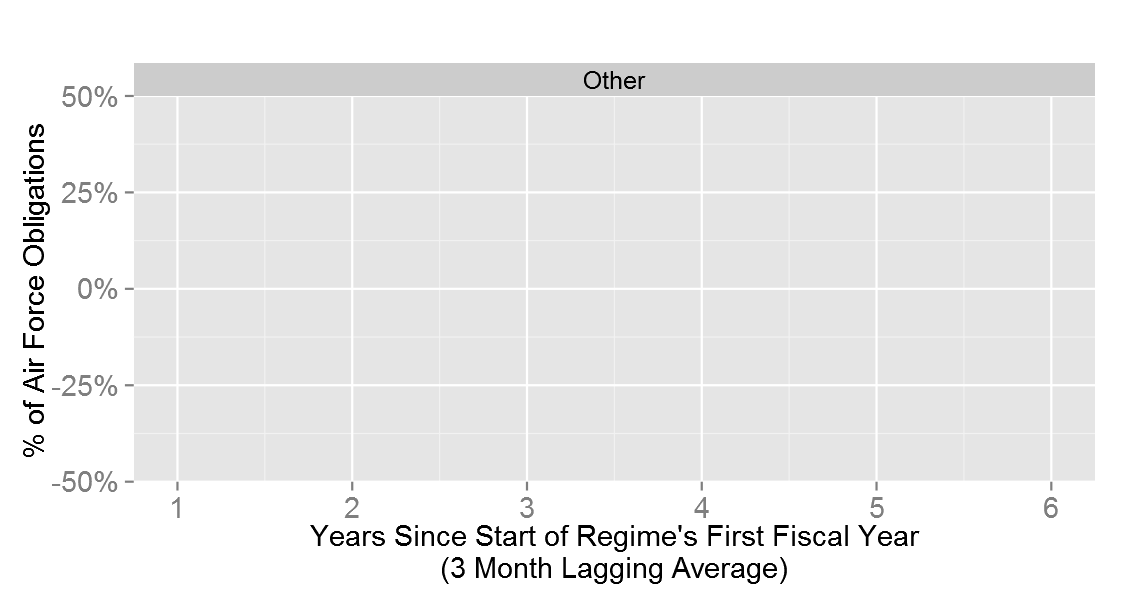 Other
50%
25%
0%
-25%
-50%
% of Air Force Obligations
1 2 3 4 5 6
Years Since Start of Regime's First Fiscal Year
(3 Month Lagging Average)